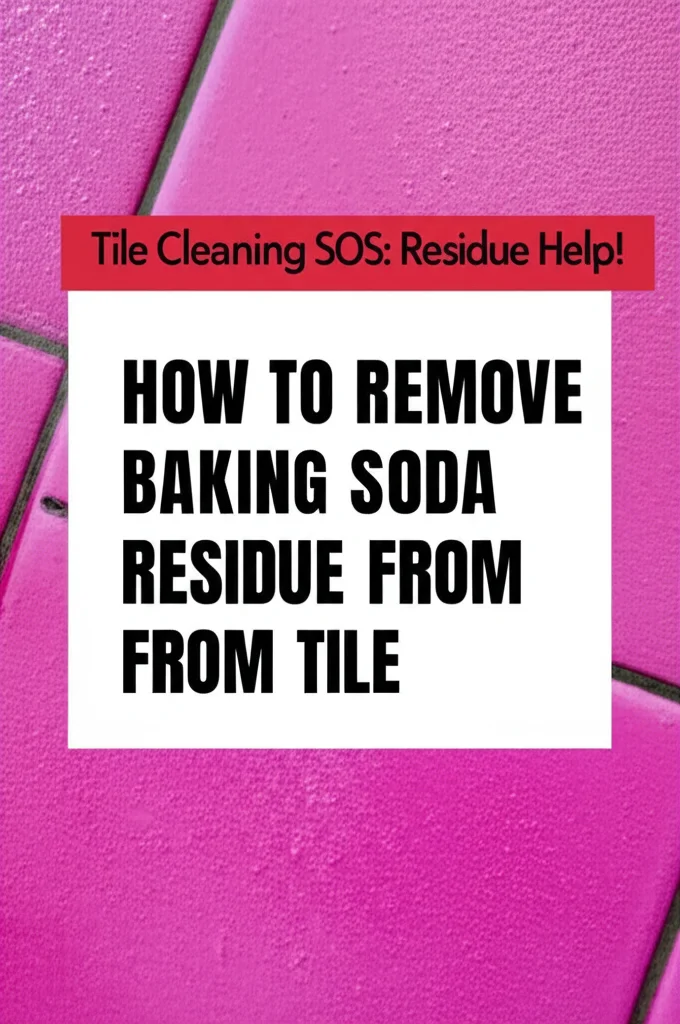 Tile Cleaning SOS: Residue Help!
HOW TO REMOVE
BAKING SODA
RESIDUE FROM
FROM TILE